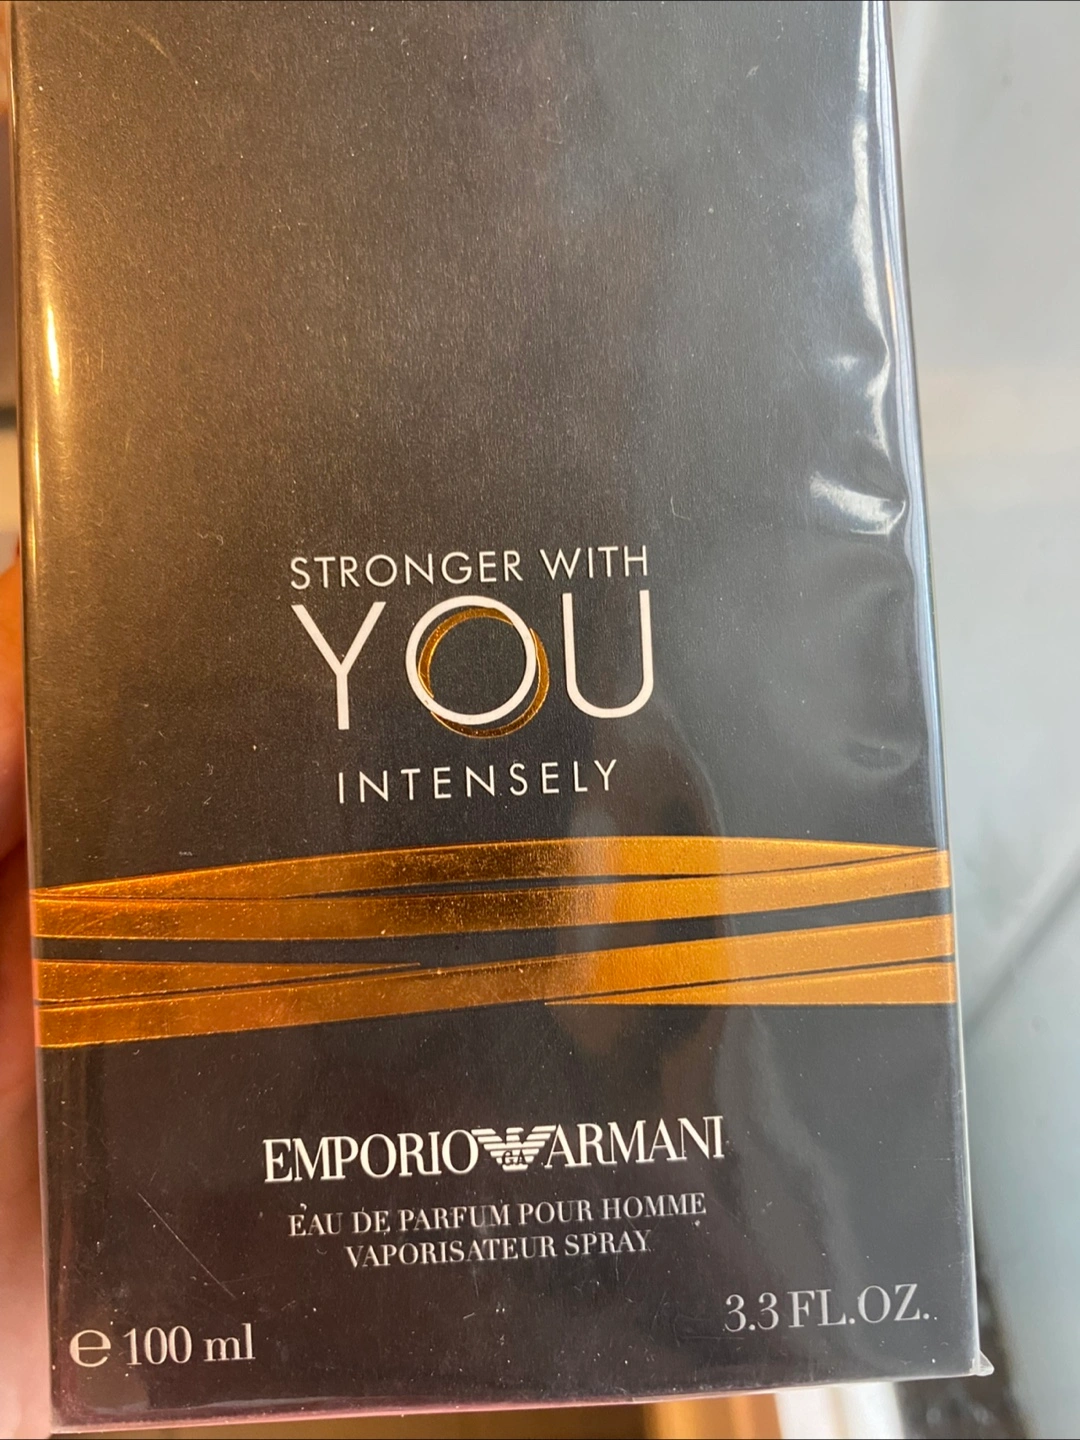 STRONGER WITH
YOU
INTENSELY
EMPORIO GA ARMANI
EAU DE PARFUM POUR HOMME
VAPORISATEUR SPRAY
3.3 FL.OZ.
℮ 100 ml